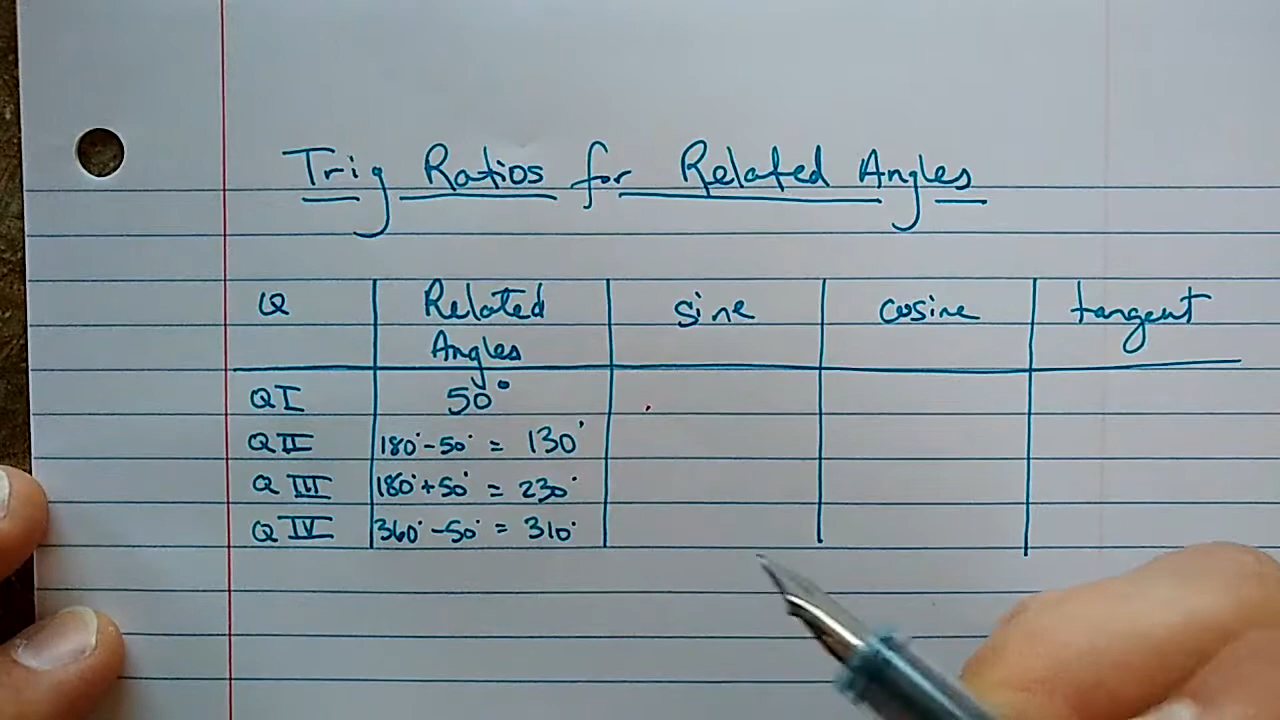 Trig Ratios for Related Angles
Q Related Angles sine cosine tangent
QI 50°
QII 180°-50° = 130°
QIII 180°+50° = 230°
QIV 360°-50° = 310°